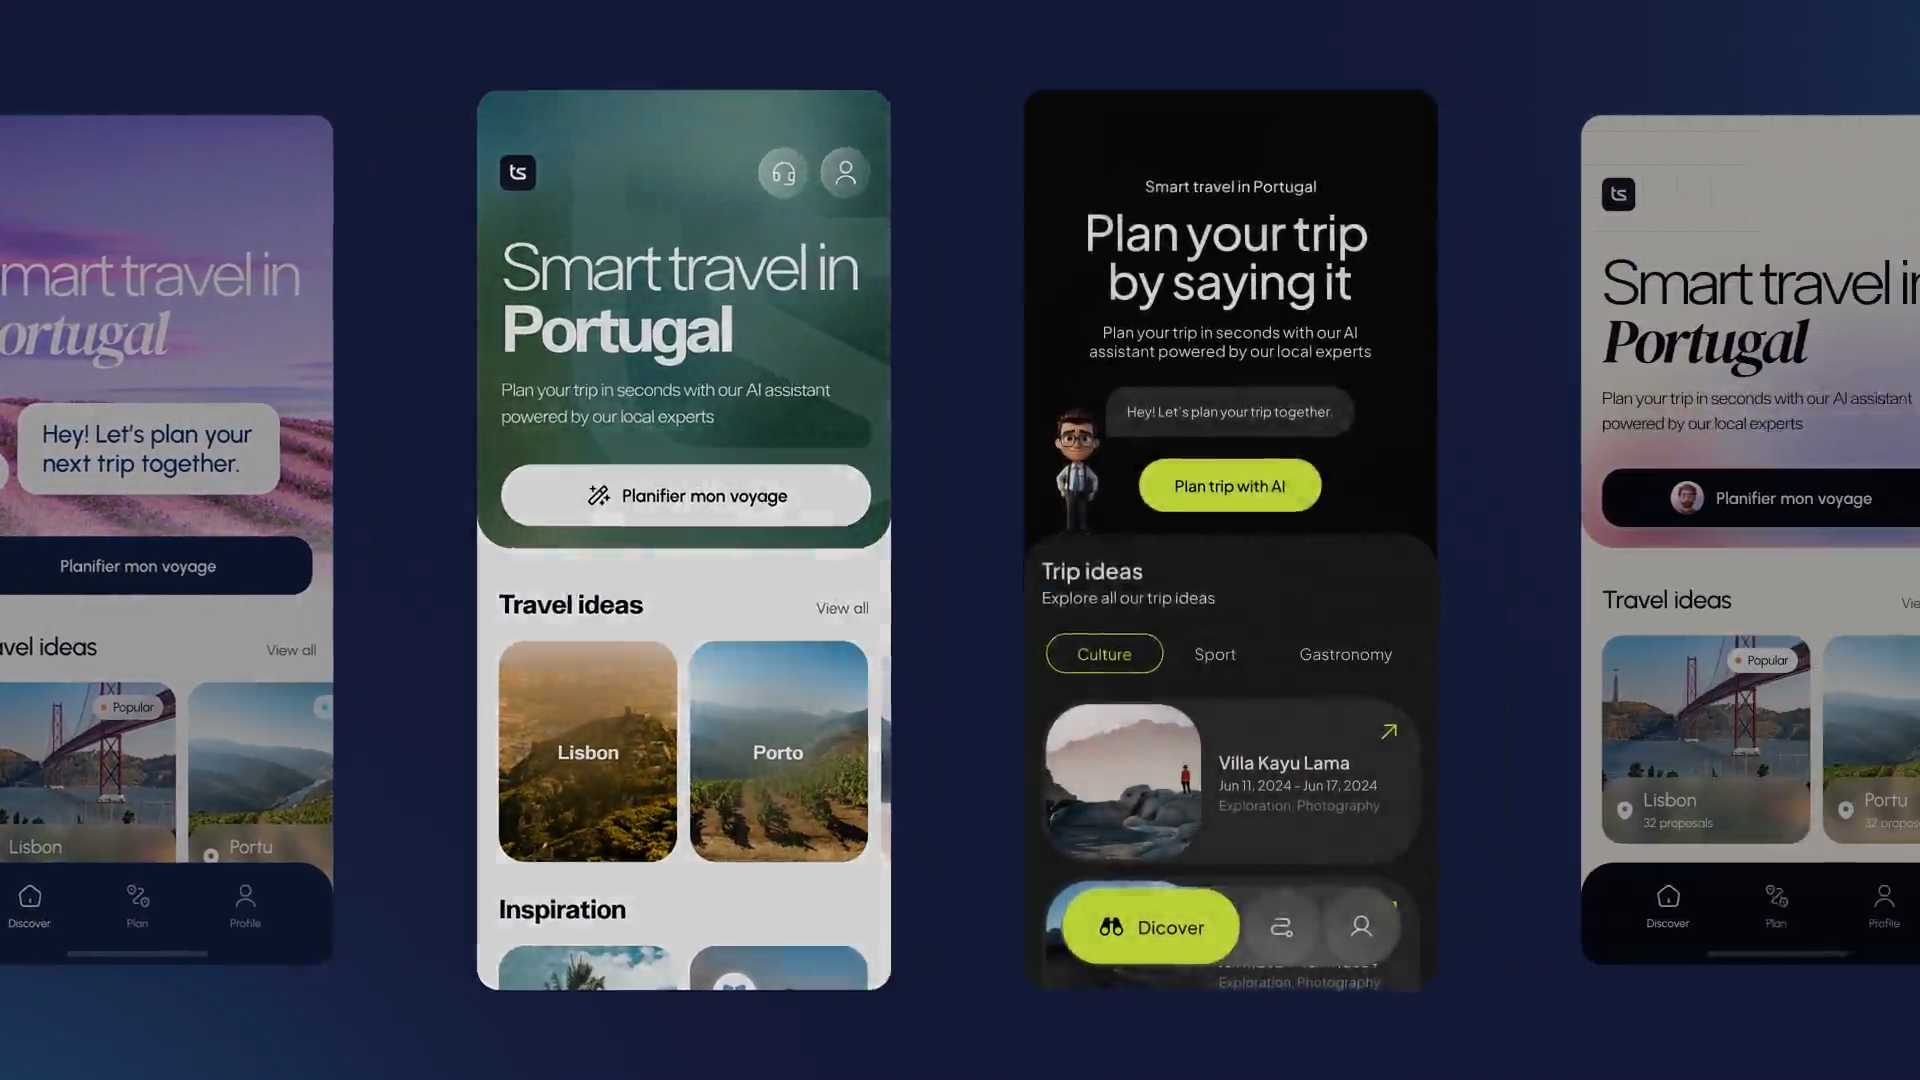 mart travel in
ortugal
Hey! Let's plan your
next trip together.
Planifier mon voyage
vel ideas
View all
Popular
Lisbon
Portu
Discover
Plan
Profile
ts
Smart travel in
Portugal
Plan your trip in seconds with our AI assistant
powered by our local experts
Planifier mon voyage
Travel ideas
View all
Lisbon
Porto
Inspiration
Smart travel in Portugal
Plan your trip
by saying it
Plan your trip in seconds with our AI
assistant powered by our local experts
Hey! Let's plan your trip together.
Plan trip with AI
Trip ideas
Explore all our trip ideas
Culture
Sport
Gastronomy
Villa Kayu Lama
Jun 11, 2024 - Jun 17, 2024
Exploration, Photography
Dicover
Exploration, Photography
ts
Smart travel in
Portugal
Plan your trip in seconds with our AI assistant
powered by our local experts
Planifier mon voyage
Travel ideas
Vie
Popular
Lisbon
32 proposals
Portu
32 propos
Discover
Plan
Profile